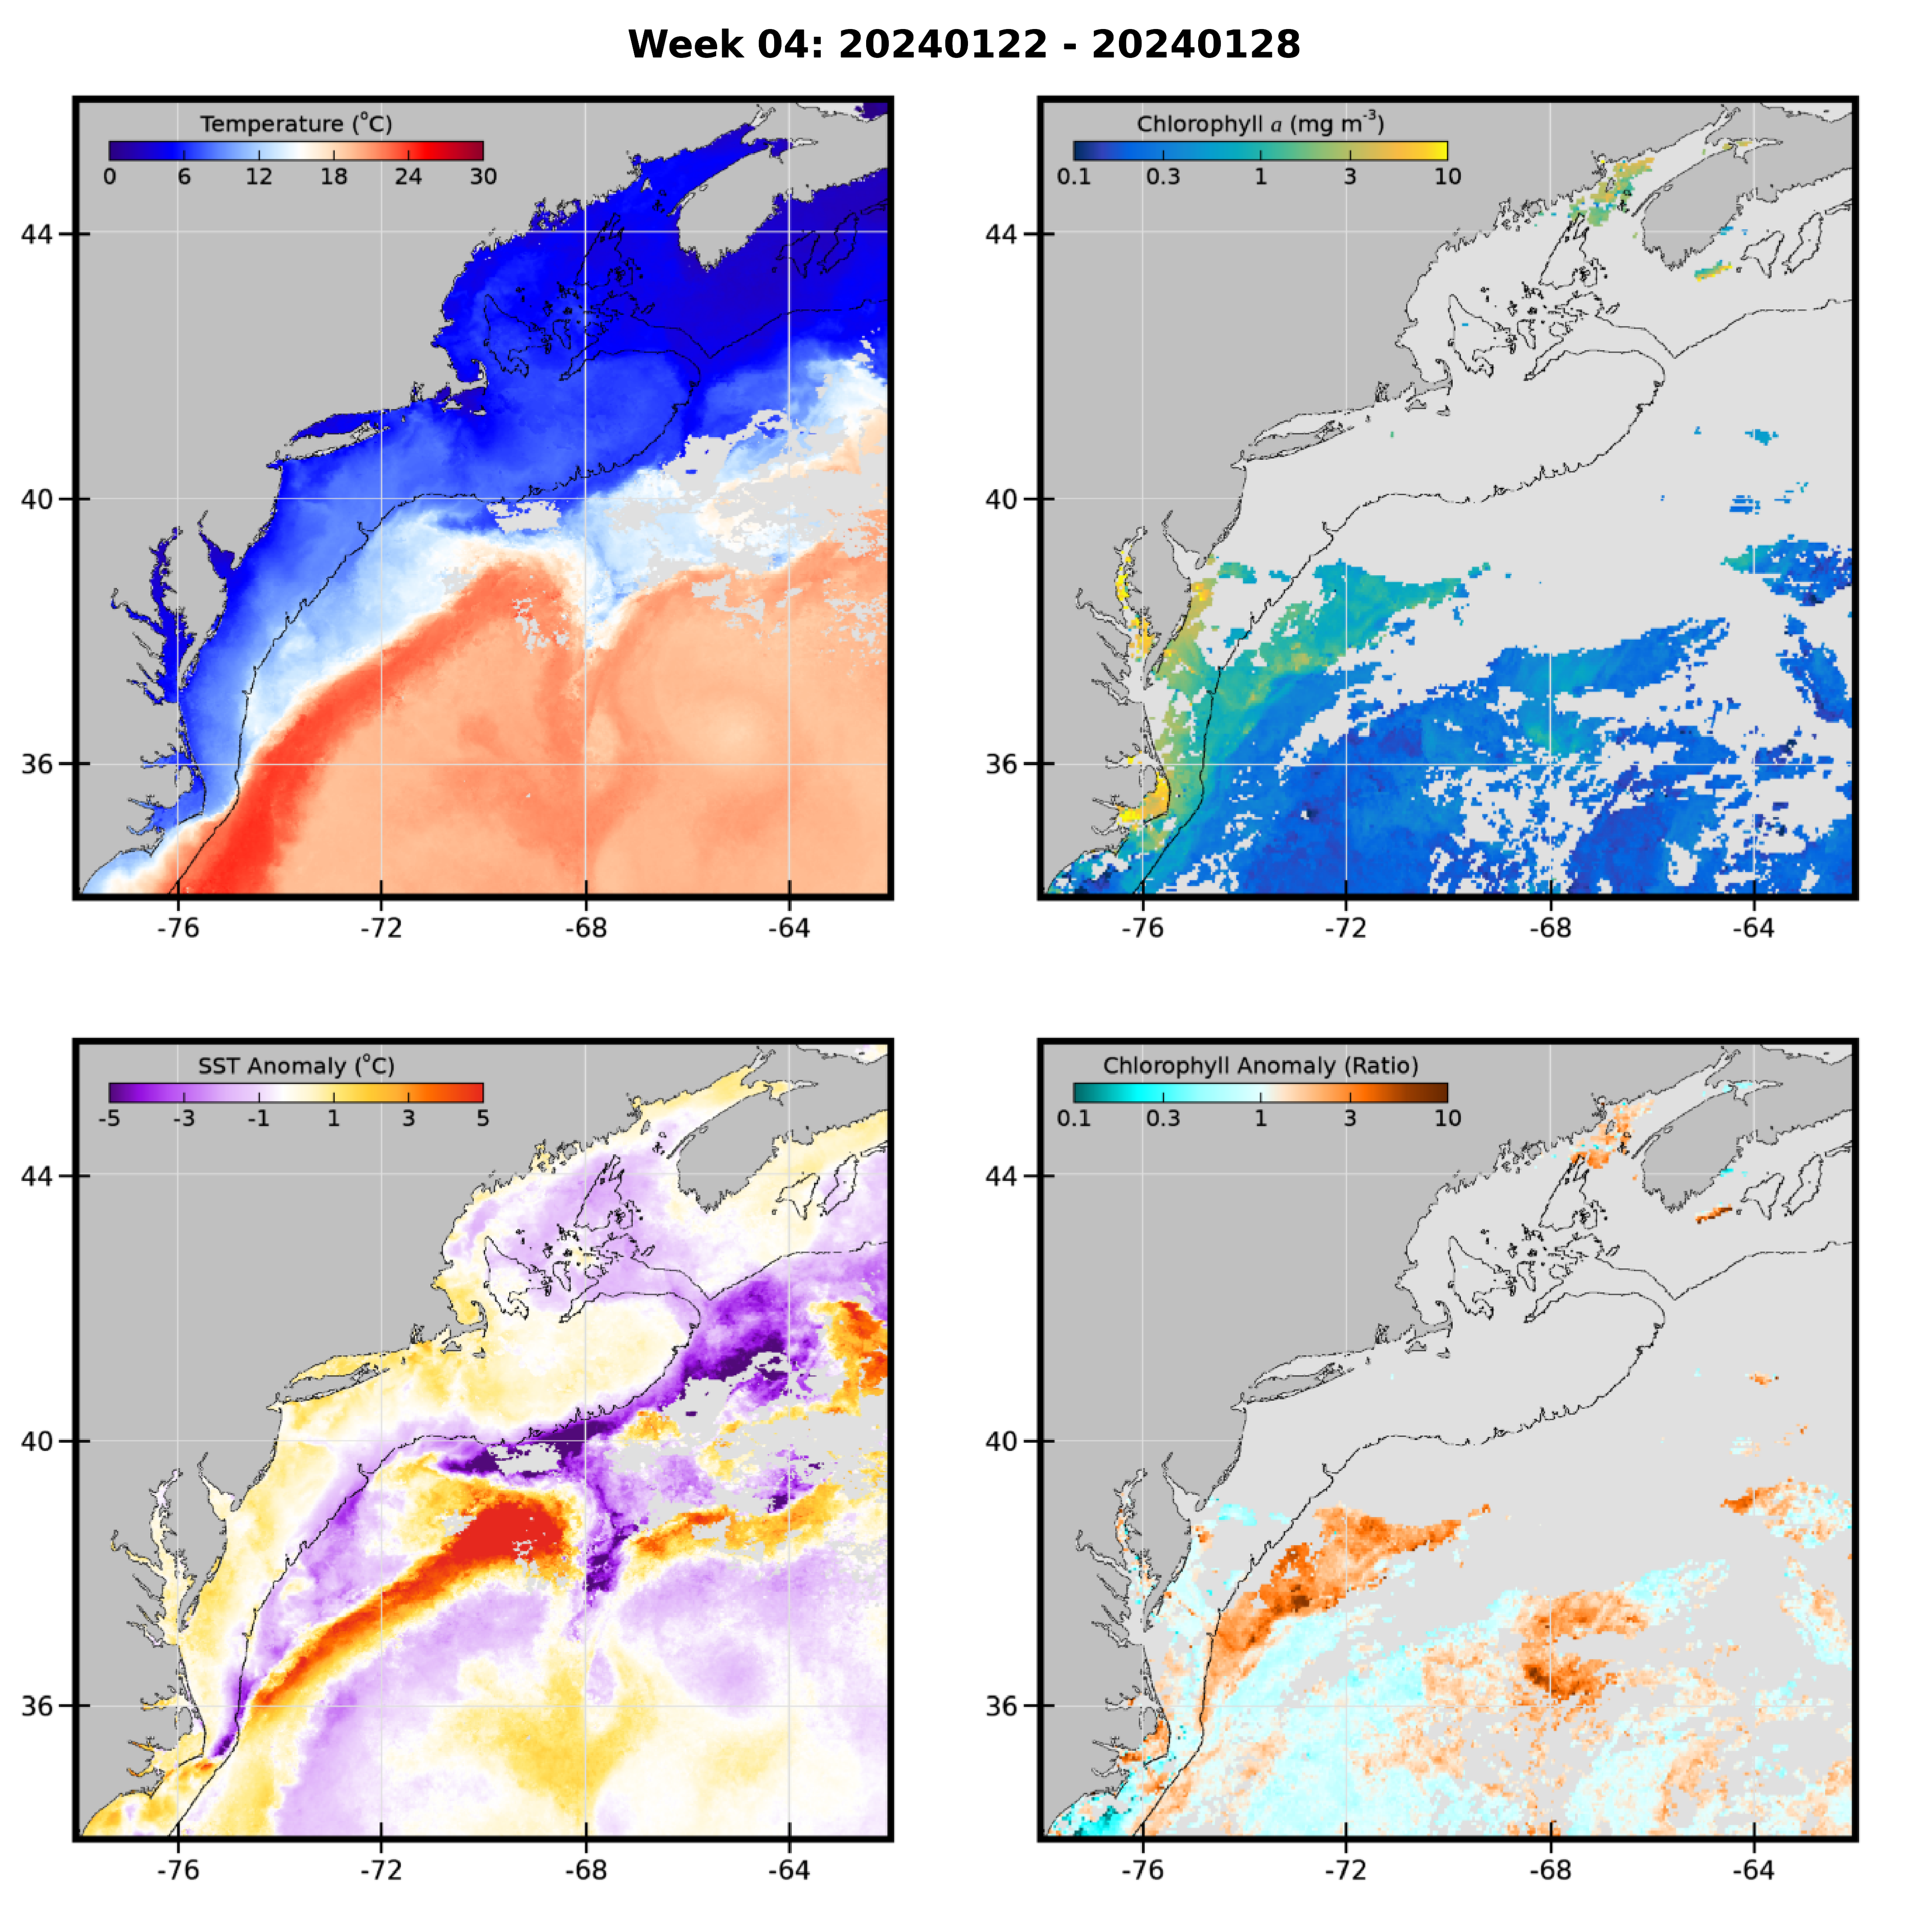 Week 04: 20240122 - 20240128
Temperature (°C)
0 6 12 18 24 30
44
40
36
-76 -72 -68 -64
Chlorophyll a (mg m-3)
0.1 0.3 1 3 10
44
40
36
-76 -72 -68 -64
SST Anomaly (°C)
-5 -3 -1 1 3 5
44
40
36
-76 -72 -68 -64
Chlorophyll Anomaly (Ratio)
0.1 0.3 1 3 10
44
40
36
-76 -72 -68 -64